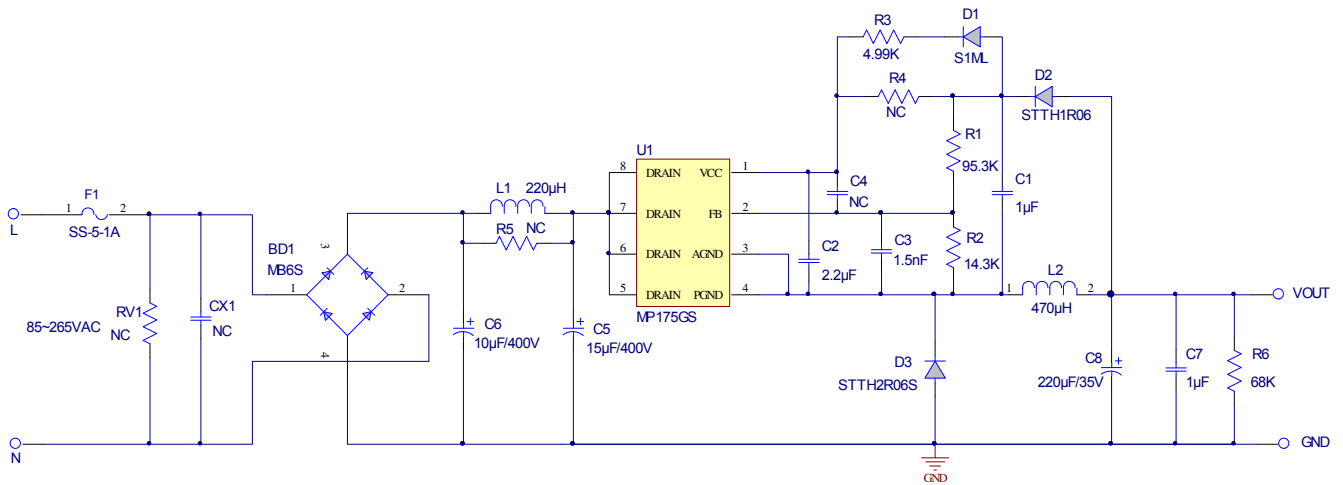 R3
4.99K
D1
S1ML
R4
NC
D2
STTH1R06
U1
8 DRAIN VCC 1
7 DRAIN FB 2
6 DRAIN AGND 3
5 DRAIN PGND 4
MP175GS
C4
NC
R1
95.3K
C1
1µF
C2
2.2µF
C3
1.5nF
R2
14.3K
L1 220µH
R5 NC
F1
1 2
L
SS-5-1A
BD1
MB6S
3
1 2
4
RV1
NC
CX1
NC
85~265VAC
C6
10µF/400V
C5
15µF/400V
L2
1 2
470µH
VOUT
D3
STTH2R06S
C8
220µF/35V
C7
1µF
R6
68K
N
GND
GND